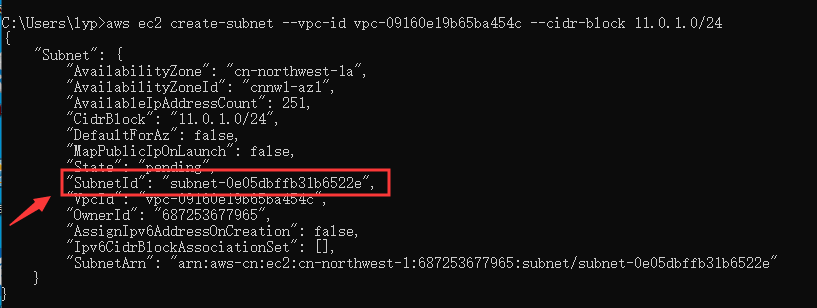 C:\Users\lyp>aws ec2 create-subnet --vpc-id vpc-09160e19b65ba454c --cidr-block 11.0.1.0/24
{
    "Subnet": {
        "AvailabilityZone": "cn-northwest-1a",
        "AvailabilityZoneId": "cnnw1-az1",
        "AvailableIpAddressCount": 251,
        "CidrBlock": "11.0.1.0/24",
        "DefaultForAz": false,
        "MapPublicIpOnLaunch": false,
        "State": "pending",
        "SubnetId": "subnet-0e05dbffb31b6522e",
        "VpcId": "vpc-09160e19b65ba454c",
        "OwnerId": "687253677965",
        "AssignIpv6AddressOnCreation": false,
        "Ipv6CidrBlockAssociationSet": [],
        "SubnetArn": "arn:aws-cn:ec2:cn-northwest-1:687253677965:subnet/subnet-0e05dbffb31b6522e"
    }
}